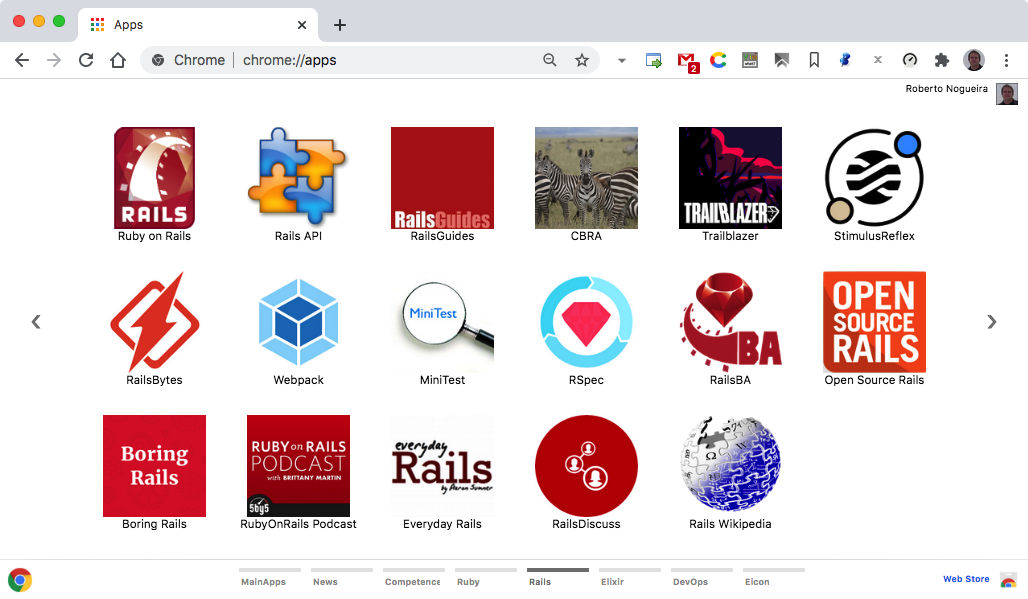 Apps
Chrome
chrome://apps
2
Roberto Nogueira
RAILS
Ruby on Rails
Rails API
RailsGuides
RailsGuides
CBRA
TRAILBLAZER
Trailblazer
StimulusReflex
RailsBytes
Webpack
MiniTest
MiniTest
RSpec
BA
RailsBA
OPEN
SOURCE
RAILS
Open Source Rails
Boring
Rails
Boring Rails
RUBY on RAILS
PODCAST
with BRITTANY MARTIN
5by5
RubyOnRails Podcast
everyday
Rails
by Aaron Sumner
Everyday Rails
RailsDiscuss
Ω
W
Rails Wikipedia
MainApps
News
Competence
Ruby
Rails
Elixir
DevOps
Eicon
Web Store